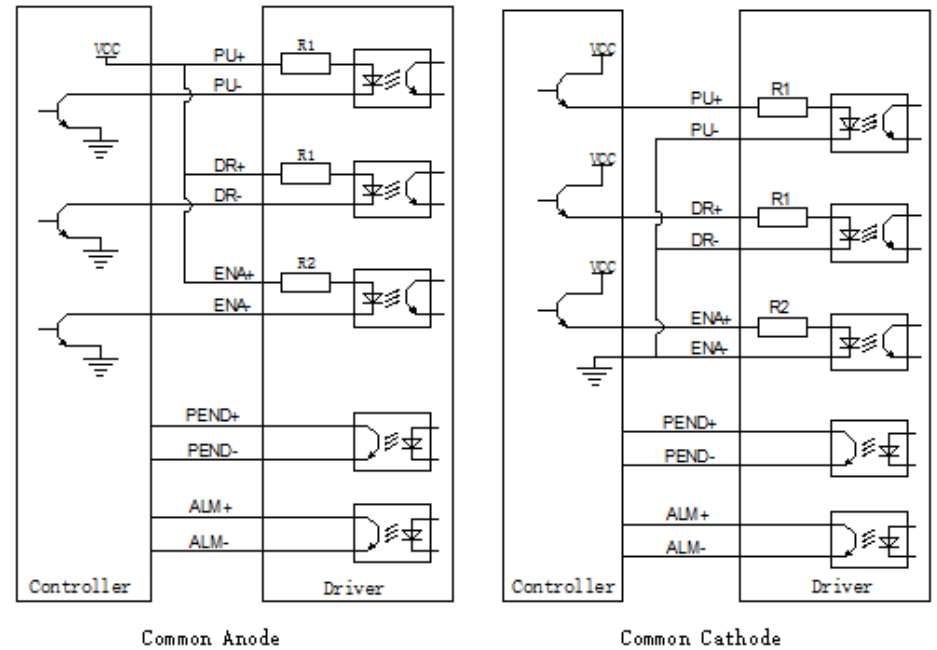 VCC
PU+
R1
PU-
DR+
R1
DR-
ENA+
R2
ENA-
PEND+
PEND-
ALM+
ALM-
Controller
Driver
Common Anode
VCC
PU+
R1
PU-
VCC
DR+
R1
DR-
VCC
ENA+
R2
ENA-
PEND+
PEND-
ALM+
ALM-
Controller
Driver
Common Cathode